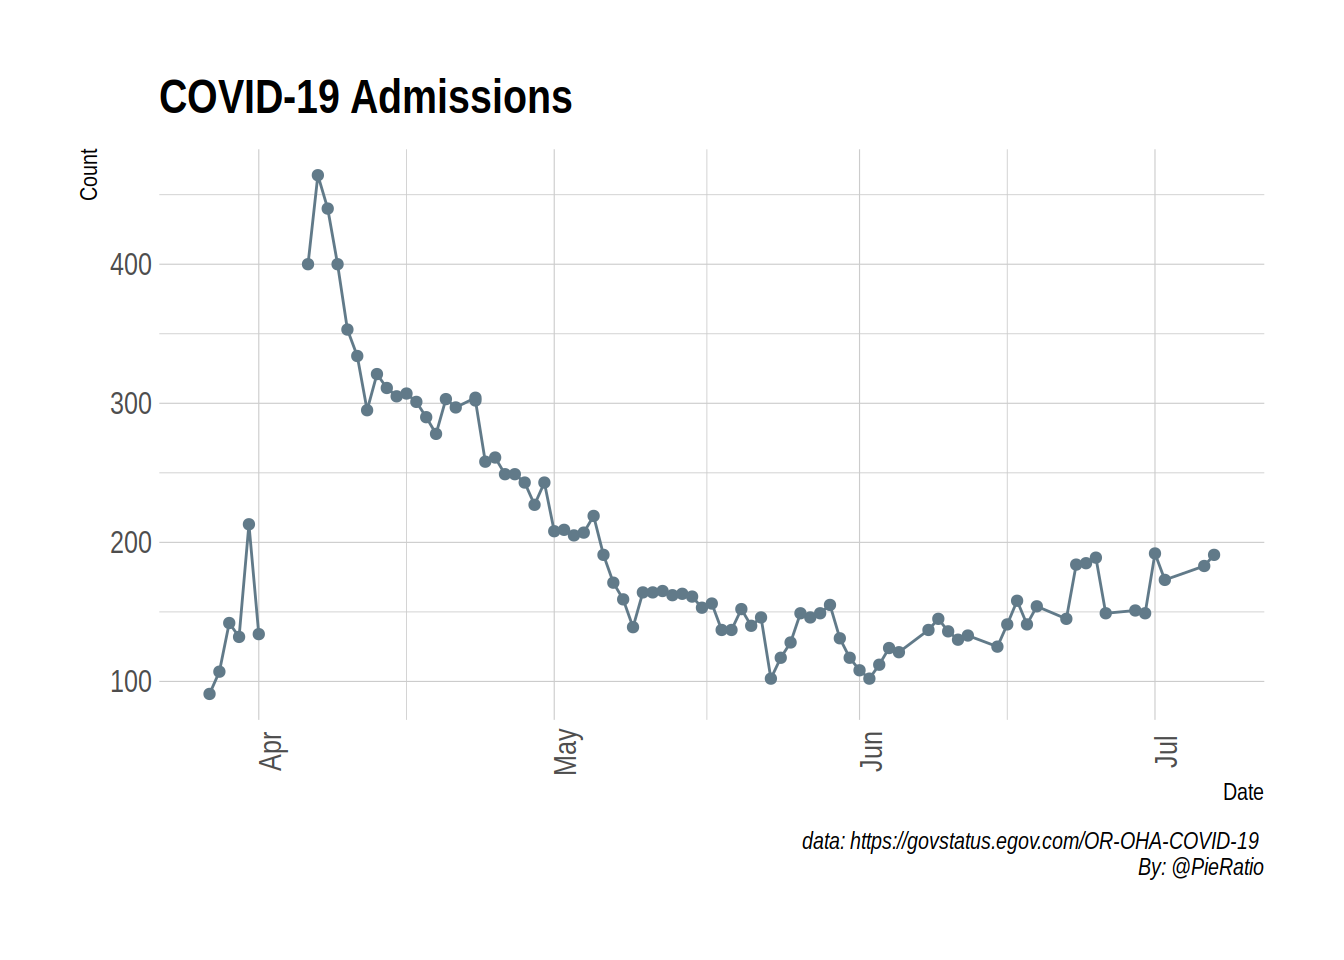 COVID-19 Admissions
Count
400
300
200
100
Apr
May
Jun
Jul
Date
data: https://govstatus.egov.com/OR-OHA-COVID-19
By: @PieRatio